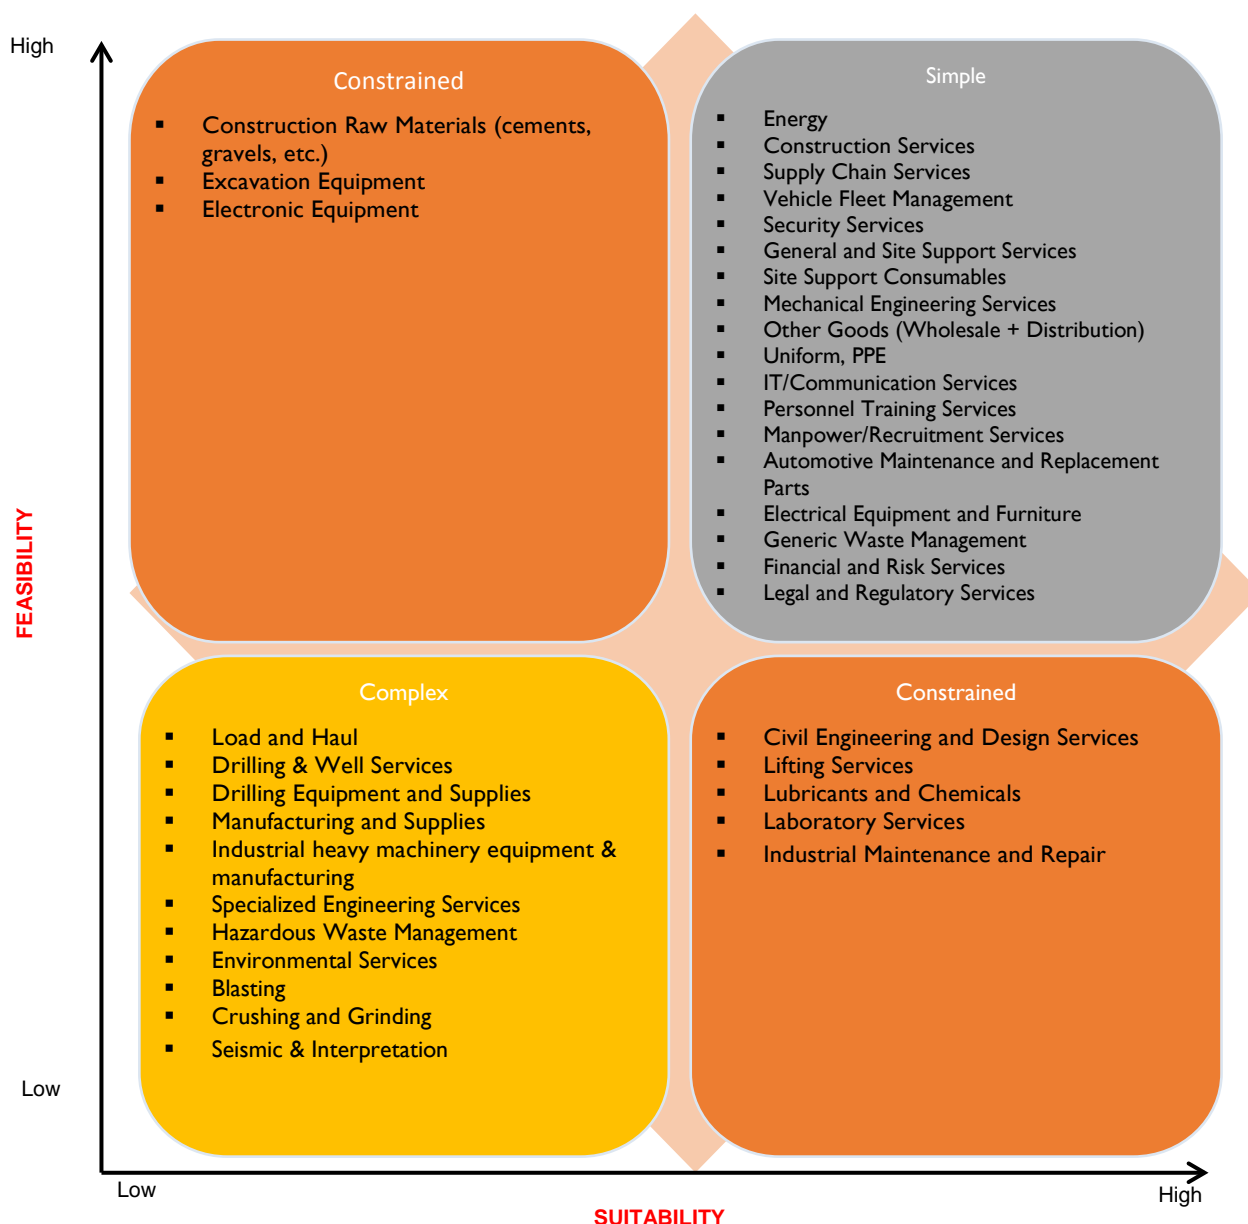 High
Constrained
▪ Construction Raw Materials (cements,
gravels, etc.)
▪ Excavation Equipment
▪ Electronic Equipment
Simple
▪ Energy
▪ Construction Services
▪ Supply Chain Services
▪ Vehicle Fleet Management
▪ Security Services
▪ General and Site Support Services
▪ Site Support Consumables
▪ Mechanical Engineering Services
▪ Other Goods (Wholesale + Distribution)
▪ Uniform, PPE
▪ IT/Communication Services
▪ Personnel Training Services
▪ Manpower/Recruitment Services
▪ Automotive Maintenance and Replacement
Parts
▪ Electrical Equipment and Furniture
▪ Generic Waste Management
▪ Financial and Risk Services
▪ Legal and Regulatory Services
FEASIBILITY
Complex
▪ Load and Haul
▪ Drilling & Well Services
▪ Drilling Equipment and Supplies
▪ Manufacturing and Supplies
▪ Industrial heavy machinery equipment &
manufacturing
▪ Specialized Engineering Services
▪ Hazardous Waste Management
▪ Environmental Services
▪ Blasting
▪ Crushing and Grinding
▪ Seismic & Interpretation
Constrained
▪ Civil Engineering and Design Services
▪ Lifting Services
▪ Lubricants and Chemicals
▪ Laboratory Services
▪ Industrial Maintenance and Repair
Low
Low
High
SUITABILITY